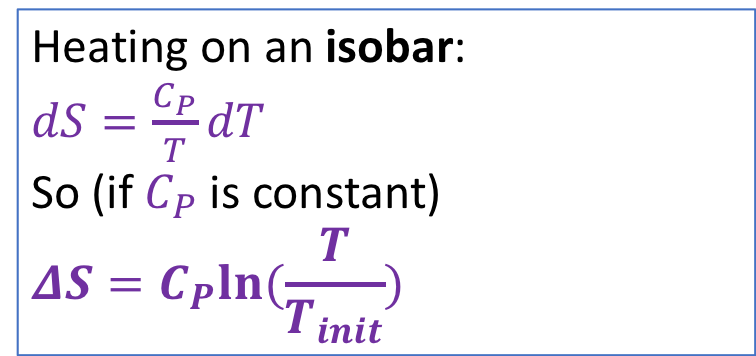 Heating on an isobar:
dS = C_P/T dT
So (if C_P is constant)
ΔS = C_P ln(T/T_init)